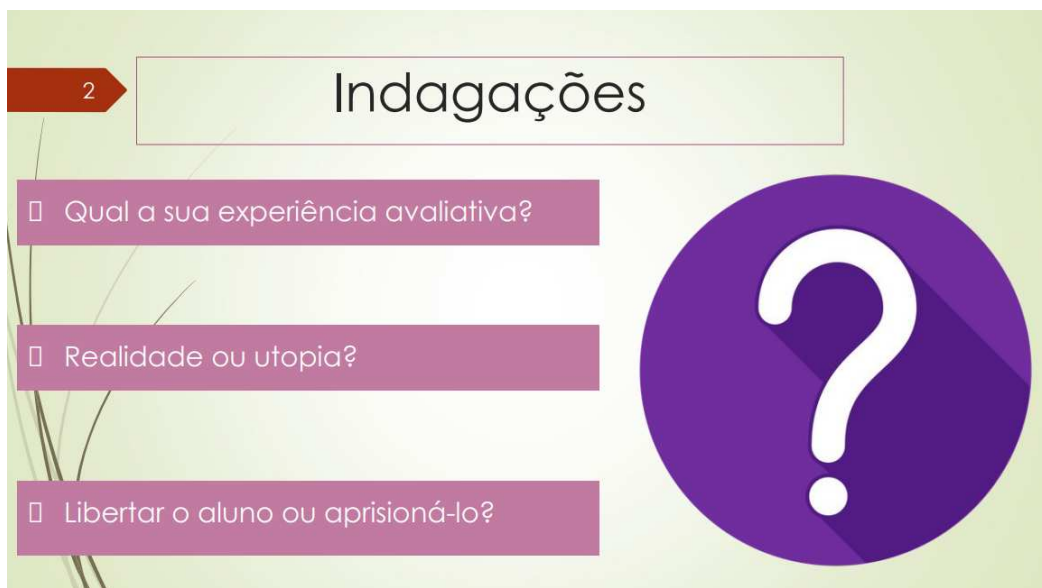 2
Indagações
Qual a sua experiência avaliativa?
Realidade ou utopia?
Libertar o aluno ou aprisioná-lo?